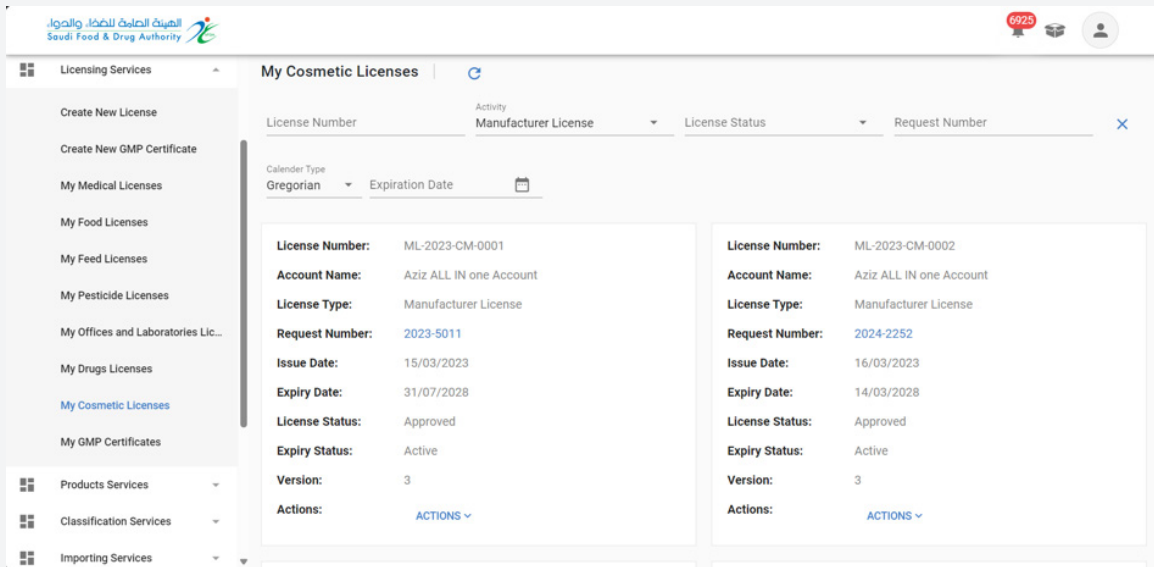 الهيئة العامة للغذاء والدواء
Saudi Food & Drug Authority
6925
Licensing Services
Create New License
Create New GMP Certificate
My Medical Licenses
My Food Licenses
My Feed Licenses
My Pesticide Licenses
My Offices and Laboratories Lic...
My Drugs Licenses
My Cosmetic Licenses
My GMP Certificates
Products Services
Classification Services
Importing Services
My Cosmetic Licenses
License Number
Activity
Manufacturer License
License Status
Request Number
Calender Type
Gregorian
Expiration Date
License Number: ML-2023-CM-0001
Account Name: Aziz ALL IN one Account
License Type: Manufacturer License
Request Number: 2023-5011
Issue Date: 15/03/2023
Expiry Date: 31/07/2028
License Status: Approved
Expiry Status: Active
Version: 3
Actions: ACTIONS
License Number: ML-2023-CM-0002
Account Name: Aziz ALL IN one Account
License Type: Manufacturer License
Request Number: 2024-2252
Issue Date: 16/03/2023
Expiry Date: 14/03/2028
License Status: Approved
Expiry Status: Active
Version: 3
Actions: ACTIONS